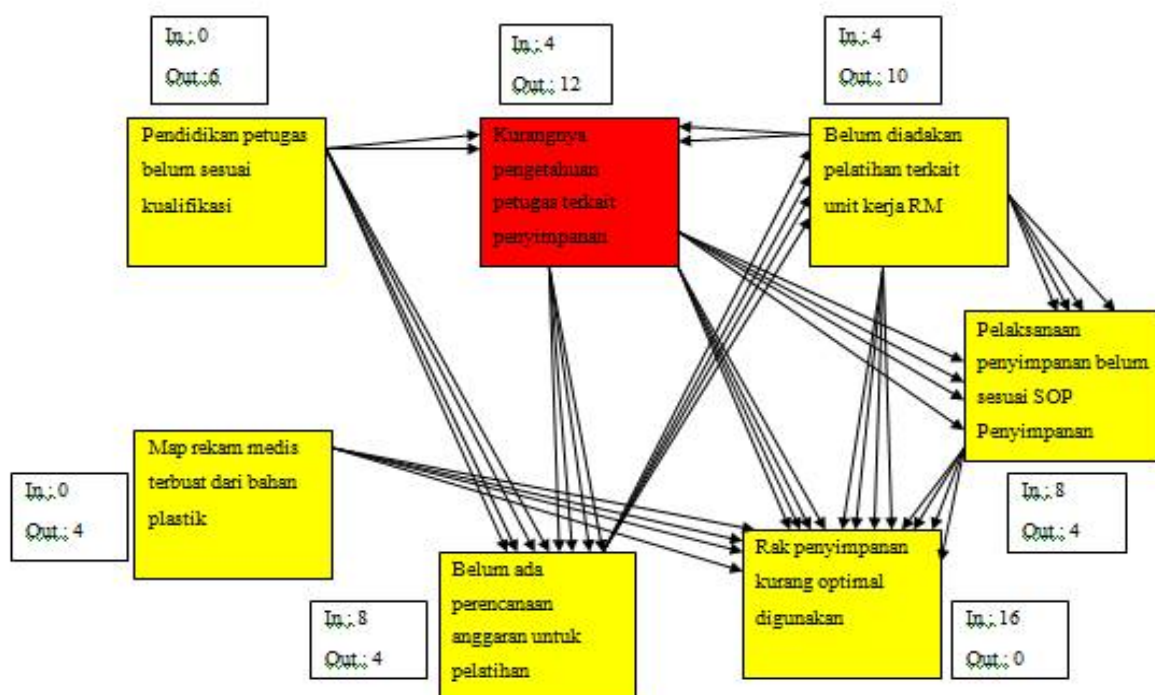 In : 0
Out : 6
In : 4
Out : 12
In : 4
Out : 10
Pendidikan petugas
belum sesuai
kualifikasi
Kurangnya
pengetahuan
petugas terkait
penyimpanan
Belum diadakan
pelatihan terkait
unit kerja RM
Pelaksanaan
penyimpanan belum
sesuai SOP
Penyimpanan
Map rekam medis
terbuat dari bahan
plastik
In : 0
Out : 4
In : 8
Out : 4
Belum ada
perencanaan
anggaran untuk
pelatihan
Rak penyimpanan
kurang optimal
digunakan
In : 8
Out : 4
In : 16
Out : 0